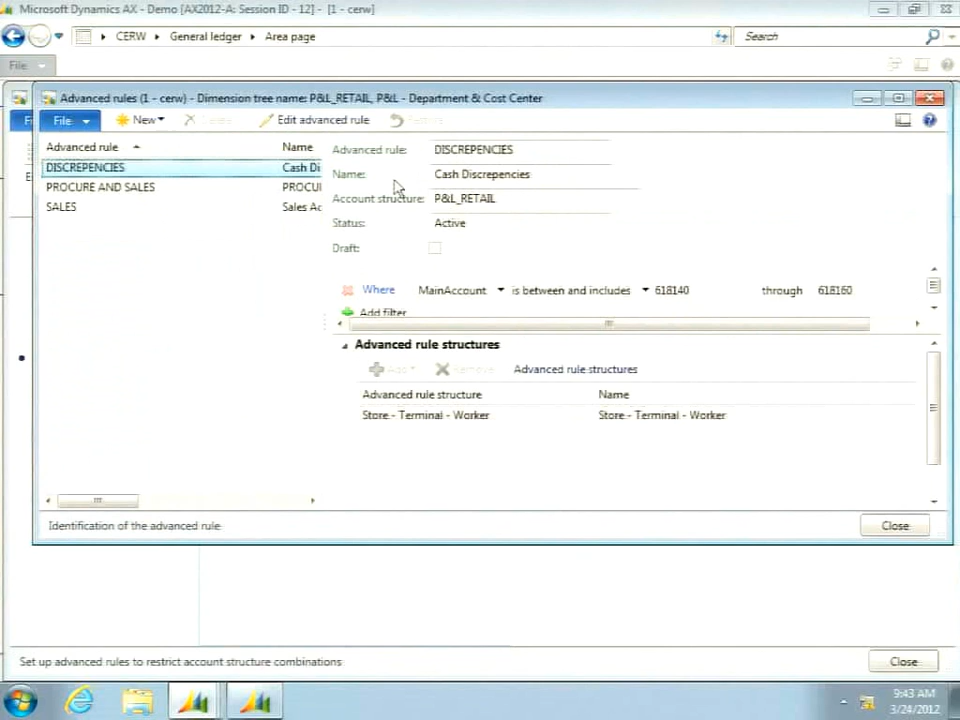 Microsoft Dynamics AX - Demo [AX2012-A: Session ID - 12] - [1 - cerw]
CERW
General ledger
Area page
Search
File
Advanced rules (1 - cerw) - Dimension tree name: P&L_RETAIL, P&L - Department & Cost Center
File
New
Delete
Edit advanced rule
Advanced rule
Name
DISCREPENCIES
Cash Di
PROCURE AND SALES
PROCU
SALES
Sales Ac
Advanced rule: DISCREPENCIES
Name: Cash Discrepencies
Account structure: P&L_RETAIL
Status: Active
Draft:
Where MainAccount is between and includes 618140 through 618160
Add filter
Advanced rule structures
Add
Remove
Advanced rule structures
Advanced rule structure Name
Store - Terminal - Worker Store - Terminal - Worker
Identification of the advanced rule
Close
Set up advanced rules to restrict account structure combinations
Close
9:43 AM
3/24/2012